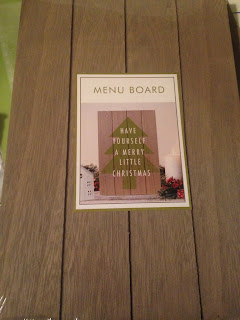 MENU BOARD
HAVE
YOURSELF
A MERRY
LITTLE
CHRISTMAS